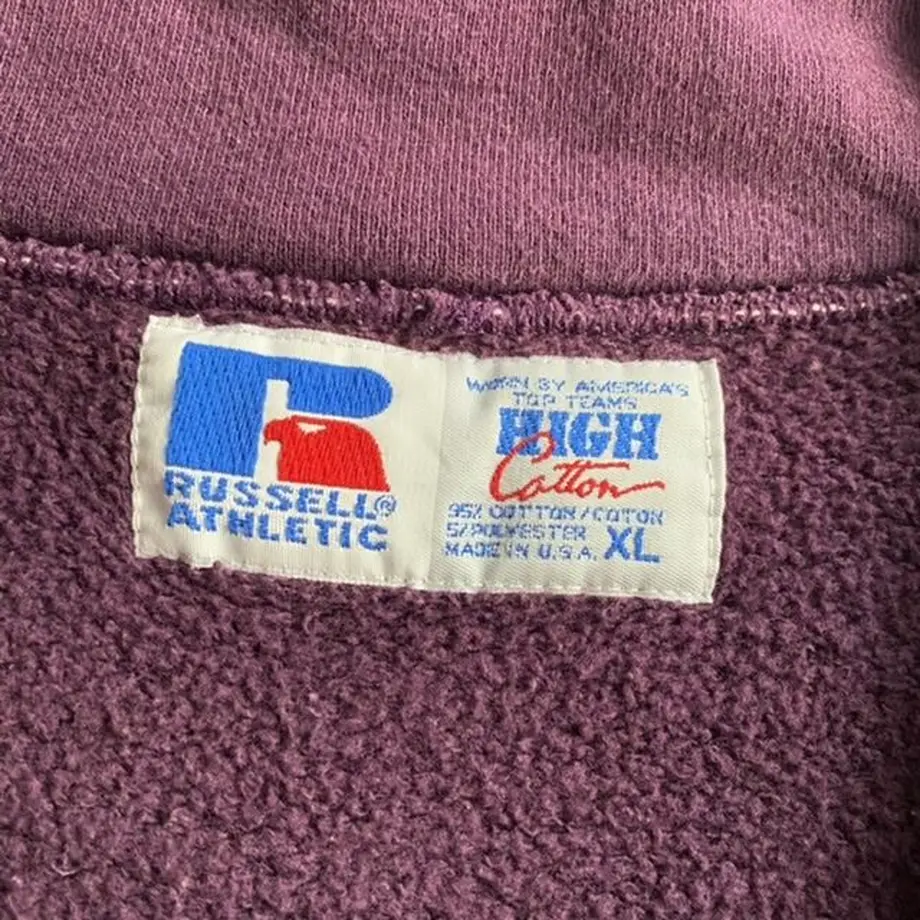 RUSSELL®
ATHLETIC
WORN BY AMERICA'S
TOP TEAMS
HIGH
Cotton
95% COTTON/COTON
5/POLYESTER
MADE IN U.S.A. XL